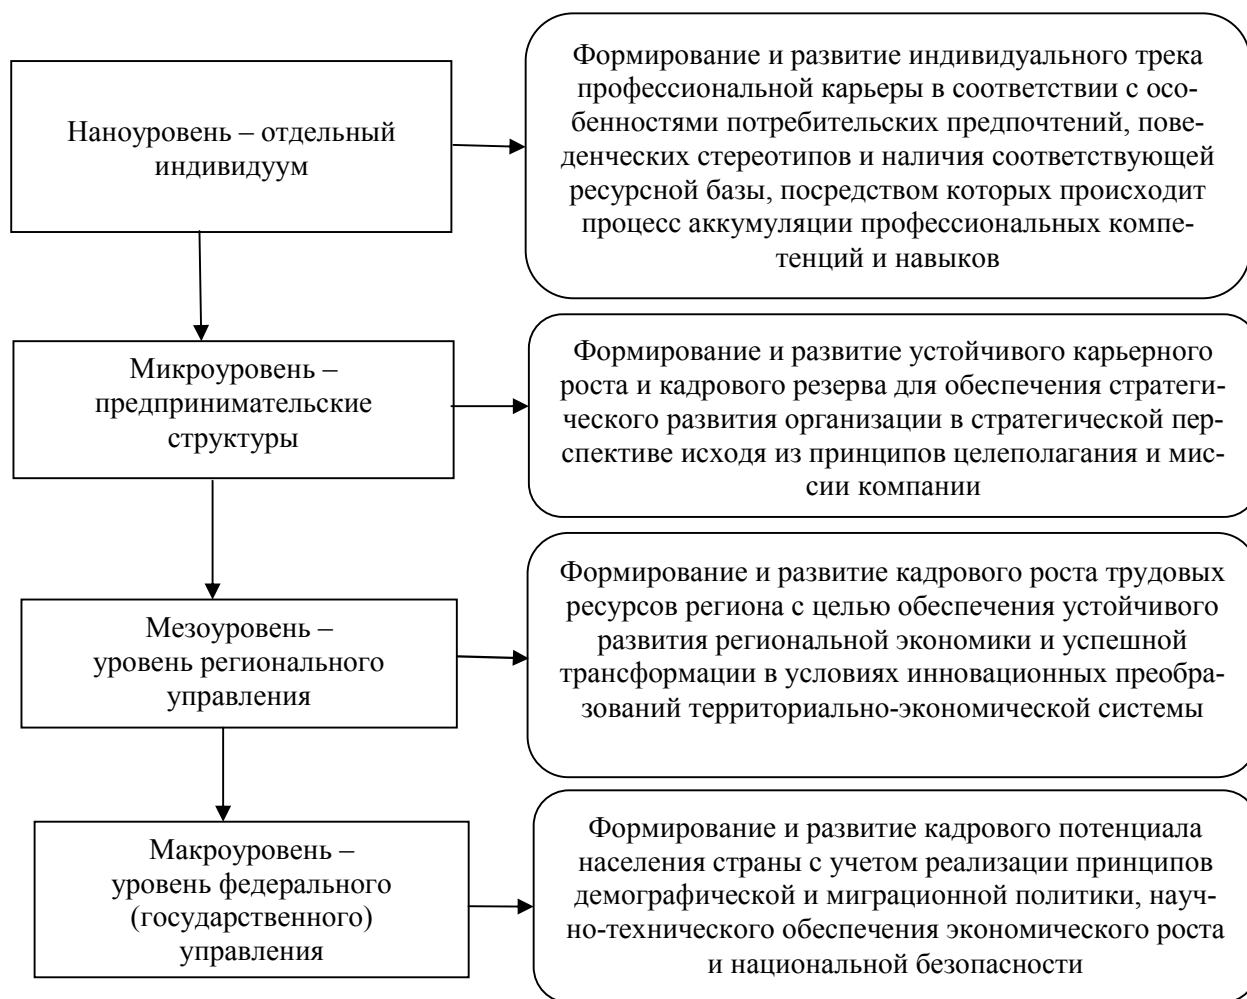 Наноуровень – отдельный
индивидуум
Формирование и развитие индивидуального трека
профессиональной карьеры в соответствии с осо-
бенностями потребительских предпочтений, пове-
денческих стереотипов и наличия соответствующей
ресурсной базы, посредством которых происходит
процесс аккумуляции профессиональных компе-
тенций и навыков
Микроуровень –
предпринимательские
структуры
Формирование и развитие устойчивого карьерного
роста и кадрового резерва для обеспечения стратеги-
ческого развития организации в стратегической пер-
спективе исходя из принципов целеполагания и мис-
сии компании
Мезоуровень –
уровень регионального
управления
Формирование и развитие кадрового роста трудовых
ресурсов региона с целью обеспечения устойчивого
развития региональной экономики и успешной
трансформации в условиях инновационных преобра-
зований территориально-экономической системы
Макроуровень –
уровень федерального
(государственного)
управления
Формирование и развитие кадрового потенциала
населения страны с учетом реализации принципов
демографической и миграционной политики, науч-
но-технического обеспечения экономического роста
и национальной безопасности